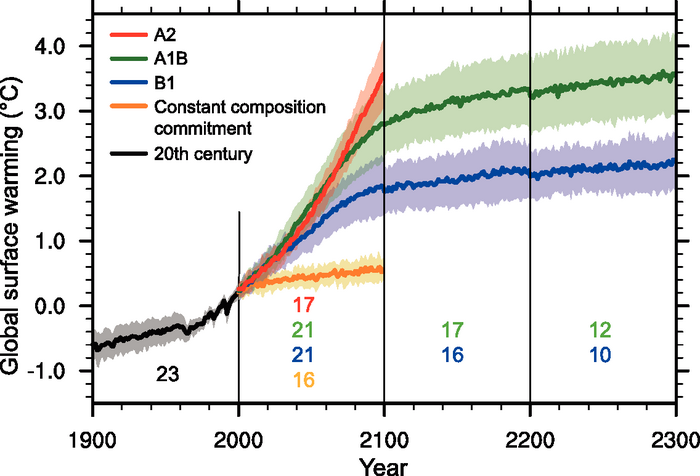 Global surface warming (°C)
4.0
3.0
2.0
1.0
0.0
-1.0
A2
A1B
B1
Constant composition
commitment
20th century
17
21 17 12
21 16 10
23 16
1900 2000 2100 2200 2300
Year